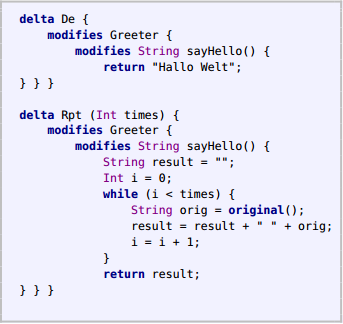 delta De {
    modifies Greeter {
        modifies String sayHello() {
            return "Hallo Welt";
} } }

delta Rpt (Int times) {
    modifies Greeter {
        modifies String sayHello() {
            String result = "";
            Int i = 0;
            while (i < times) {
                String orig = original();
                result = result + " " + orig;
                i = i + 1;
            }
            return result;
} } }